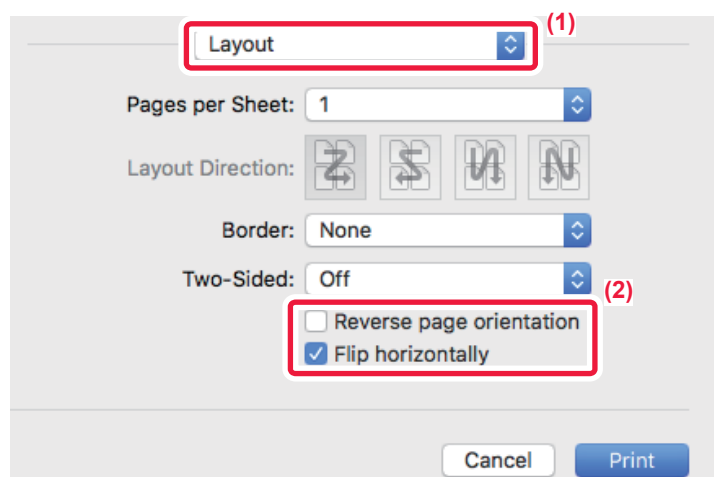 (1)
Layout
Pages per Sheet: 1
Layout Direction:
Border: None
Two-Sided: Off
(2)
Reverse page orientation
Flip horizontally
Cancel Print